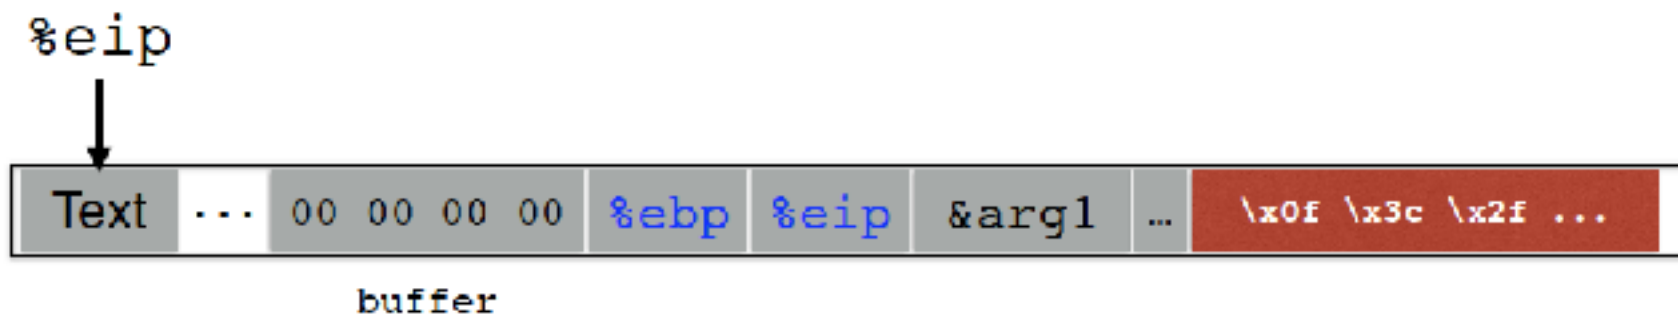 %eip
Text ... 00 00 00 00 %ebp %eip &arg1 ... \x0f \x3c \x2f ...
buffer